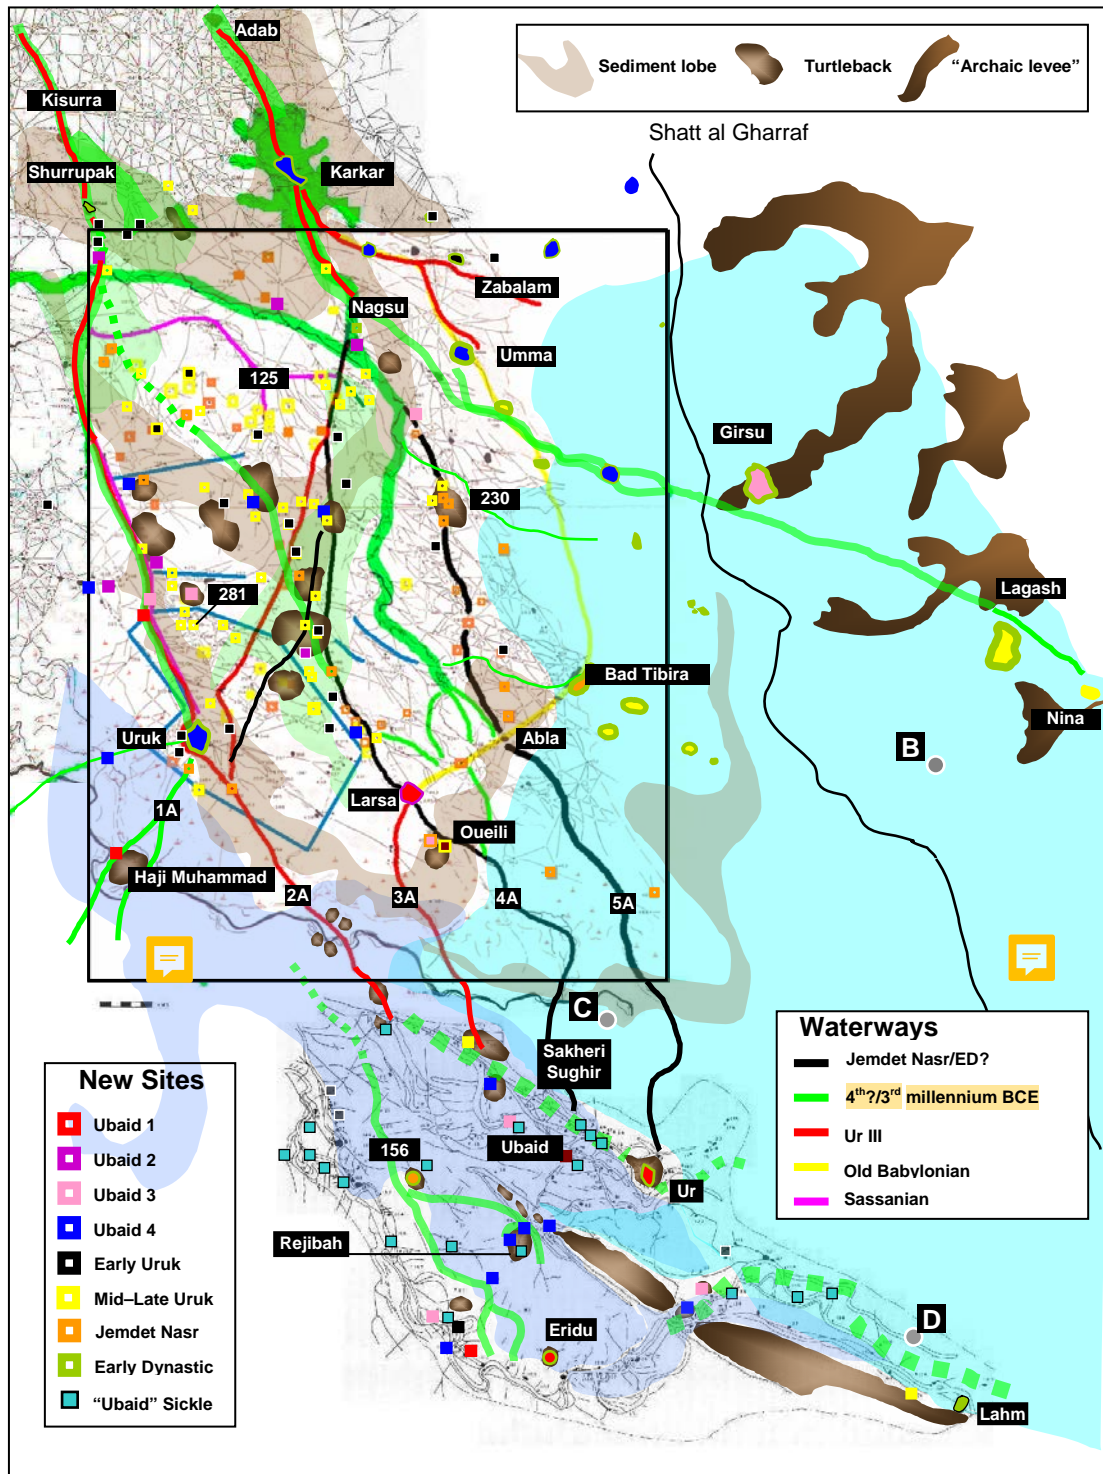 Adab
Sediment lobe
Turtleback
“Archaic levee”
Kisurra
Shatt al Gharraf
Shurrupak
Karkar
Zabalam
Nagsu
Umma
125
Girsu
230
281
Lagash
Bad Tibira
Nina
Uruk
Abla
B
Larsa
1A
Oueili
Haji Muhammad
2A
3A
4A
5A
C
Sakheri
Sughir
Waterways
Jemdet Nasr/ED?
4th?/3rd millennium BCE
Ur III
Old Babylonian
Sassanian
New Sites
Ubaid 1
Ubaid 2
Ubaid 3
Ubaid 4
Early Uruk
Mid–Late Uruk
Jemdet Nasr
Early Dynastic
“Ubaid” Sickle
156
Ubaid
Ur
Rejibah
Eridu
D
Lahm